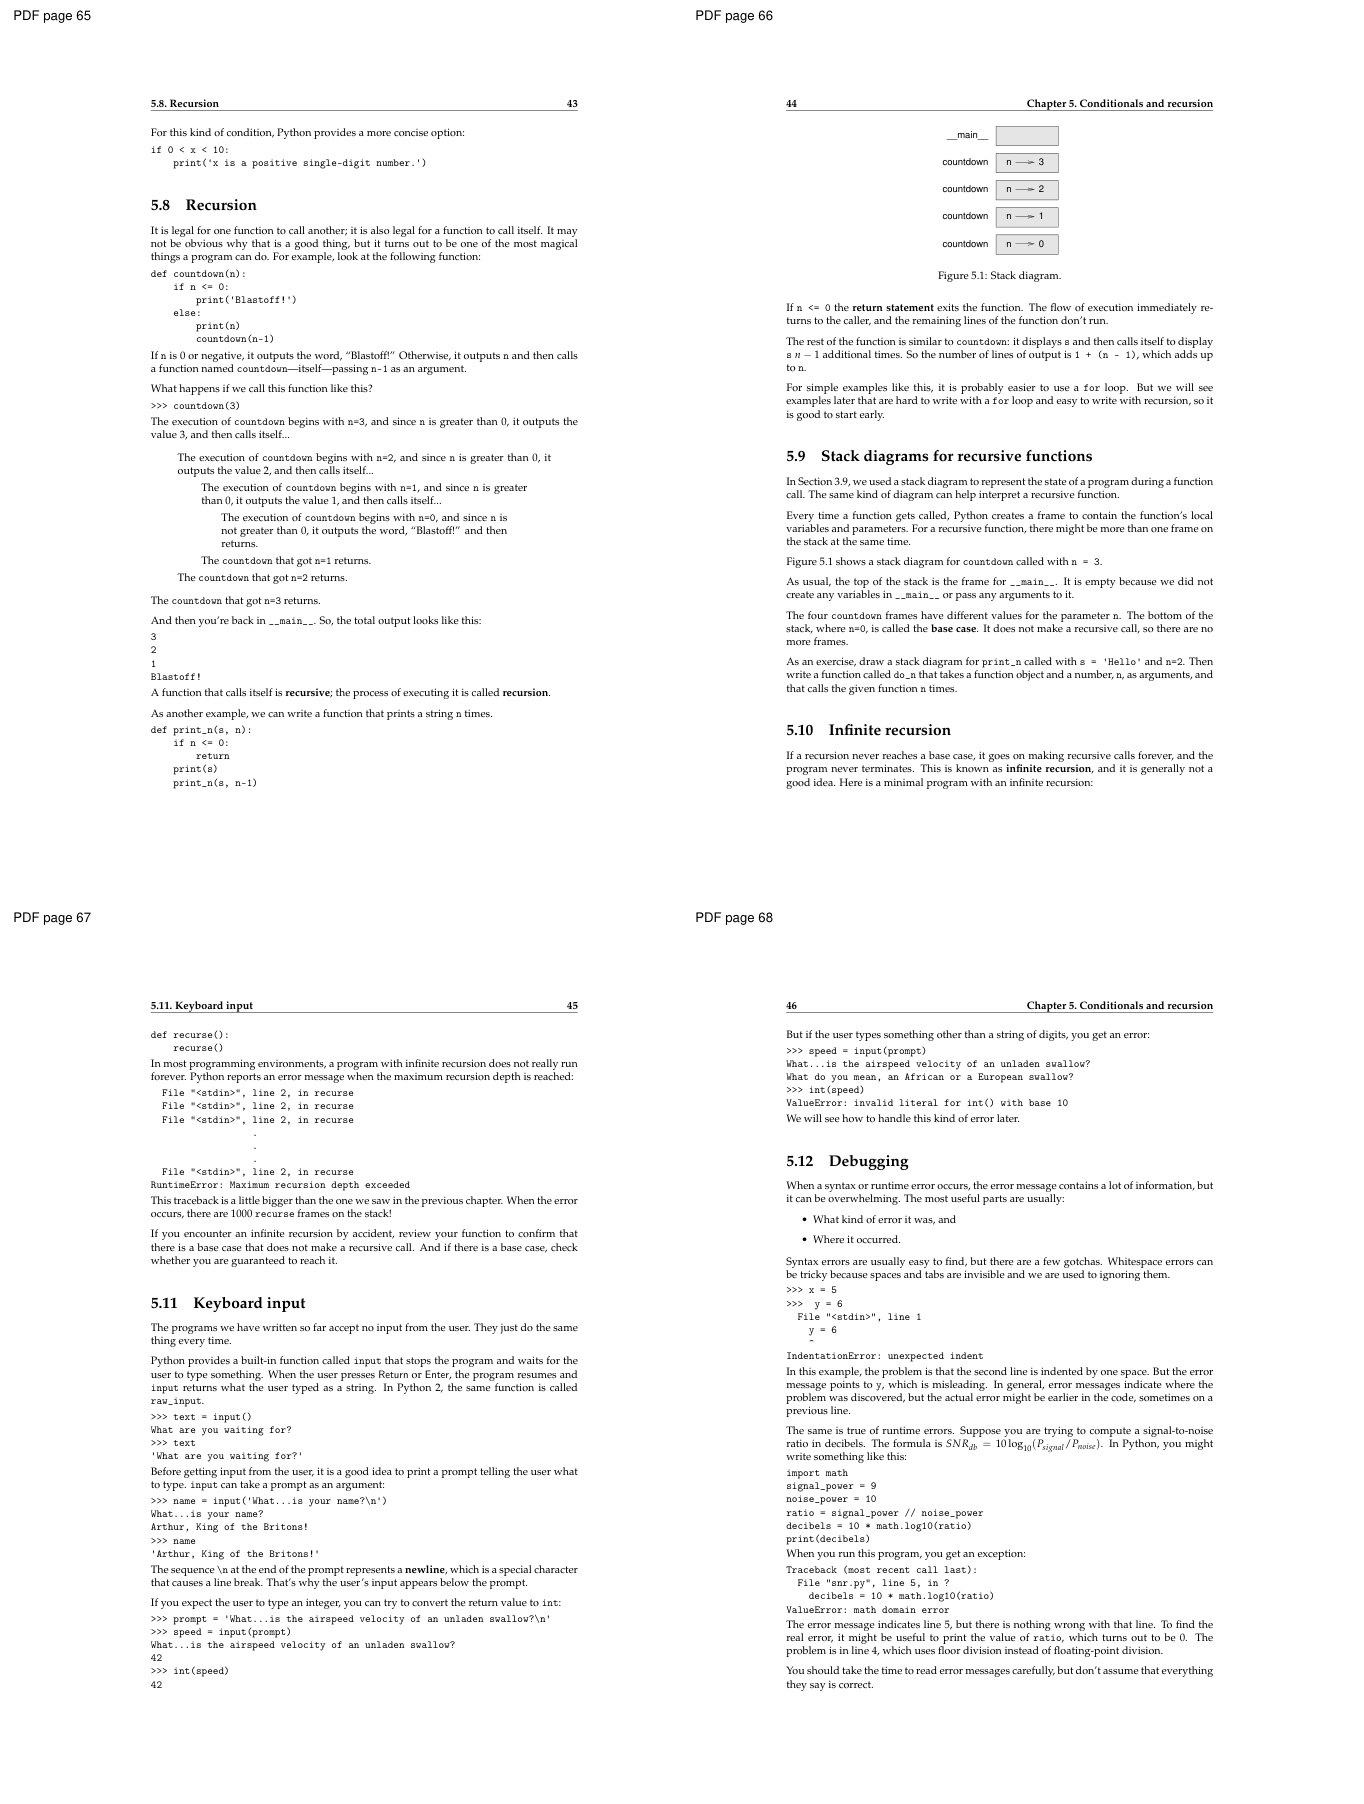 PDF page 65
5.8. Recursion 43
For this kind of condition, Python provides a more concise option:
if 0 < x < 10:
    print('x is a positive single-digit number.')
5.8 Recursion
It is legal for one function to call another; it is also legal for a function to call itself. It may
not be obvious why that is a good thing, but it turns out to be one of the most magical
things a program can do. For example, look at the following function:
def countdown(n):
    if n <= 0:
        print('Blastoff!')
    else:
        print(n)
        countdown(n-1)
If n is 0 or negative, it outputs the word, “Blastoff!” Otherwise, it outputs n and then calls
a function named countdown—itself—passing n-1 as an argument.
What happens if we call this function like this?
>>> countdown(3)
The execution of countdown begins with n=3, and since n is greater than 0, it outputs the
value 3, and then calls itself...
The execution of countdown begins with n=2, and since n is greater than 0, it
outputs the value 2, and then calls itself...
The execution of countdown begins with n=1, and since n is greater
than 0, it outputs the value 1, and then calls itself...
The execution of countdown begins with n=0, and since n is
not greater than 0, it outputs the word, “Blastoff!” and then
returns.
The countdown that got n=1 returns.
The countdown that got n=2 returns.
The countdown that got n=3 returns.
And then you’re back in __main__. So, the total output looks like this:
3
2
1
Blastoff!
A function that calls itself is recursive; the process of executing it is called recursion.
As another example, we can write a function that prints a string n times.
def print_n(s, n):
    if n <= 0:
        return
    print(s)
    print_n(s, n-1)
PDF page 66
44 Chapter 5. Conditionals and recursion
__main__
countdown n 3
countdown n 2
countdown n 1
countdown n 0
Figure 5.1: Stack diagram.
If n <= 0 the return statement exits the function. The flow of execution immediately re-
turns to the caller, and the remaining lines of the function don’t run.
The rest of the function is similar to countdown: it displays s and then calls itself to display
s n − 1 additional times. So the number of lines of output is 1 + (n - 1), which adds up
to n.
For simple examples like this, it is probably easier to use a for loop. But we will see
examples later that are hard to write with a for loop and easy to write with recursion, so it
is good to start early.
5.9 Stack diagrams for recursive functions
In Section 3.9, we used a stack diagram to represent the state of a program during a function
call. The same kind of diagram can help interpret a recursive function.
Every time a function gets called, Python creates a frame to contain the function’s local
variables and parameters. For a recursive function, there might be more than one frame on
the stack at the same time.
Figure 5.1 shows a stack diagram for countdown called with n = 3.
As usual, the top of the stack is the frame for __main__. It is empty because we did not
create any variables in __main__ or pass any arguments to it.
The four countdown frames have different values for the parameter n. The bottom of the
stack, where n=0, is called the base case. It does not make a recursive call, so there are no
more frames.
As an exercise, draw a stack diagram for print_n called with s = 'Hello' and n=2. Then
write a function called do_n that takes a function object and a number, n, as arguments, and
that calls the given function n times.
5.10 Infinite recursion
If a recursion never reaches a base case, it goes on making recursive calls forever, and the
program never terminates. This is known as infinite recursion, and it is generally not a
good idea. Here is a minimal program with an infinite recursion:
PDF page 67
5.11. Keyboard input 45
def recurse():
    recurse()
In most programming environments, a program with infinite recursion does not really run
forever. Python reports an error message when the maximum recursion depth is reached:
  File "<stdin>", line 2, in recurse
  File "<stdin>", line 2, in recurse
  File "<stdin>", line 2, in recurse
.
.
.
  File "<stdin>", line 2, in recurse
RuntimeError: Maximum recursion depth exceeded
This traceback is a little bigger than the one we saw in the previous chapter. When the error
occurs, there are 1000 recurse frames on the stack!
If you encounter an infinite recursion by accident, review your function to confirm that
there is a base case that does not make a recursive call. And if there is a base case, check
whether you are guaranteed to reach it.
5.11 Keyboard input
The programs we have written so far accept no input from the user. They just do the same
thing every time.
Python provides a built-in function called input that stops the program and waits for the
user to type something. When the user presses Return or Enter, the program resumes and
input returns what the user typed as a string. In Python 2, the same function is called
raw_input.
>>> text = input()
What are you waiting for?
>>> text
'What are you waiting for?'
Before getting input from the user, it is a good idea to print a prompt telling the user what
to type. input can take a prompt as an argument:
>>> name = input('What...is your name?\n')
What...is your name?
Arthur, King of the Britons!
>>> name
'Arthur, King of the Britons!'
The sequence \n at the end of the prompt represents a newline, which is a special character
that causes a line break. That’s why the user’s input appears below the prompt.
If you expect the user to type an integer, you can try to convert the return value to int:
>>> prompt = 'What...is the airspeed velocity of an unladen swallow?\n'
>>> speed = input(prompt)
What...is the airspeed velocity of an unladen swallow?
42
>>> int(speed)
42
PDF page 68
46 Chapter 5. Conditionals and recursion
But if the user types something other than a string of digits, you get an error:
>>> speed = input(prompt)
What...is the airspeed velocity of an unladen swallow?
What do you mean, an African or a European swallow?
>>> int(speed)
ValueError: invalid literal for int() with base 10
We will see how to handle this kind of error later.
5.12 Debugging
When a syntax or runtime error occurs, the error message contains a lot of information, but
it can be overwhelming. The most useful parts are usually:
• What kind of error it was, and
• Where it occurred.
Syntax errors are usually easy to find, but there are a few gotchas. Whitespace errors can
be tricky because spaces and tabs are invisible and we are used to ignoring them.
>>> x = 5
>>>  y = 6
  File "<stdin>", line 1
    y = 6
    ^
IndentationError: unexpected indent
In this example, the problem is that the second line is indented by one space. But the error
message points to y, which is misleading. In general, error messages indicate where the
problem was discovered, but the actual error might be earlier in the code, sometimes on a
previous line.
The same is true of runtime errors. Suppose you are trying to compute a signal-to-noise
ratio in decibels. The formula is SNR_db = 10 log_10(P_signal/P_noise). In Python, you might
write something like this:
import math
signal_power = 9
noise_power = 10
ratio = signal_power // noise_power
decibels = 10 * math.log10(ratio)
print(decibels)
When you run this program, you get an exception:
Traceback (most recent call last):
  File "snr.py", line 5, in ?
    decibels = 10 * math.log10(ratio)
ValueError: math domain error
The error message indicates line 5, but there is nothing wrong with that line. To find the
real error, it might be useful to print the value of ratio, which turns out to be 0. The
problem is in line 4, which uses floor division instead of floating-point division.
You should take the time to read error messages carefully, but don’t assume that everything
they say is correct.